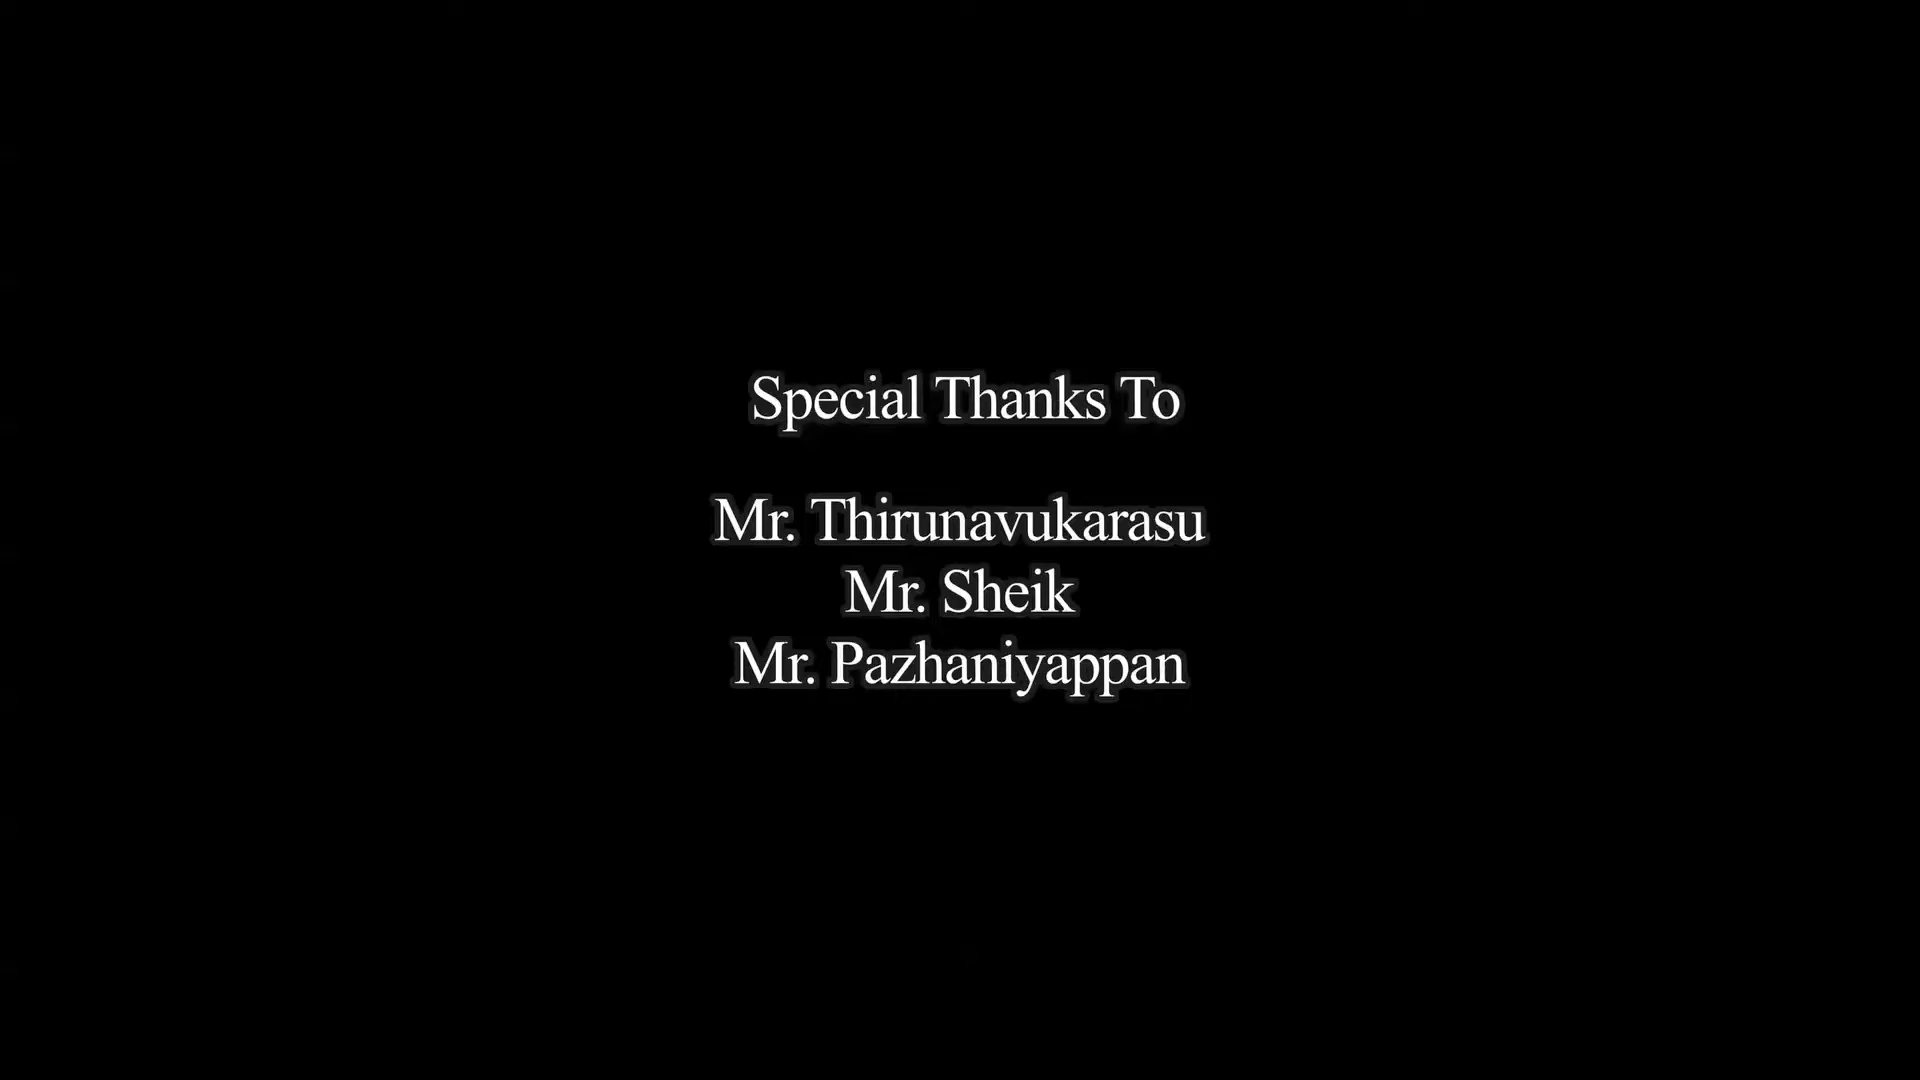 Special Thanks To
Mr. Thirunavukarasu
Mr. Sheik
Mr. Pazhaniyappan